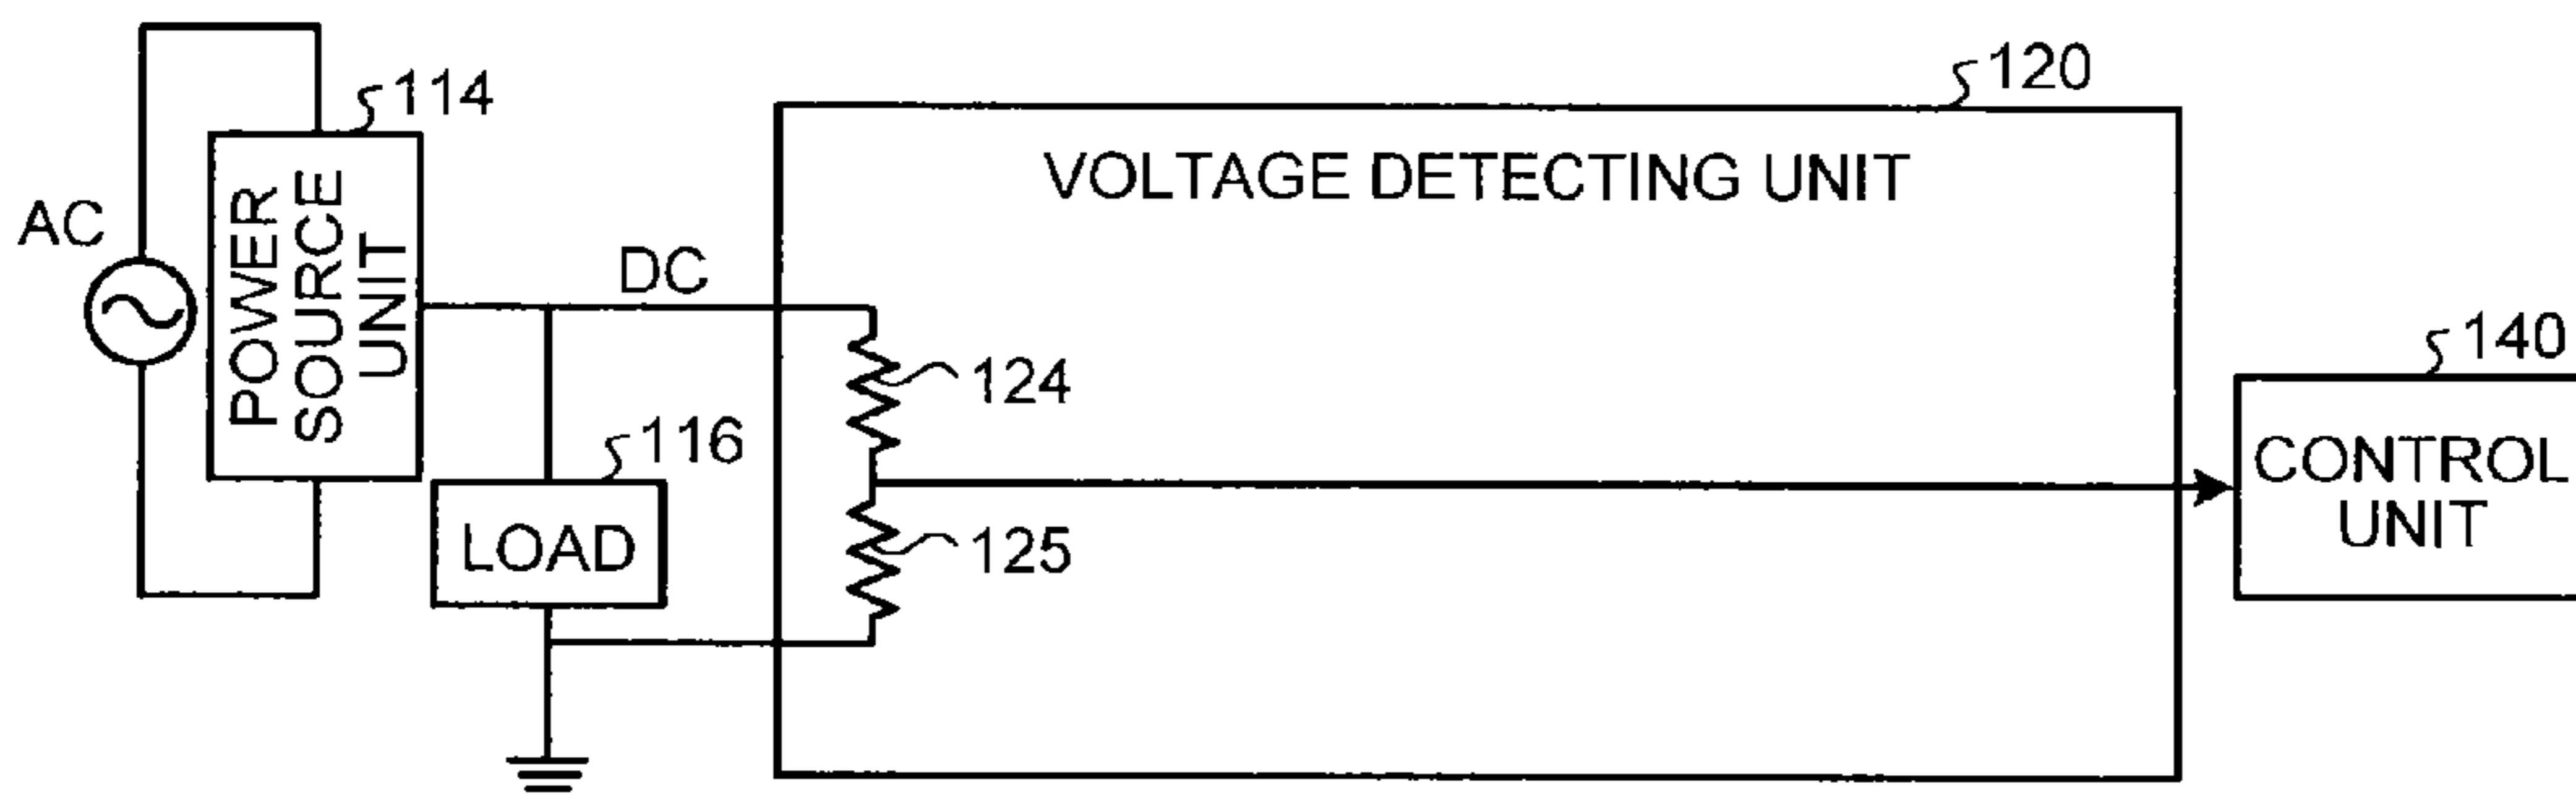 120
114
VOLTAGE DETECTING UNIT
AC
POWER
SOURCE
UNIT
DC
124
140
116
CONTROL
UNIT
LOAD
125